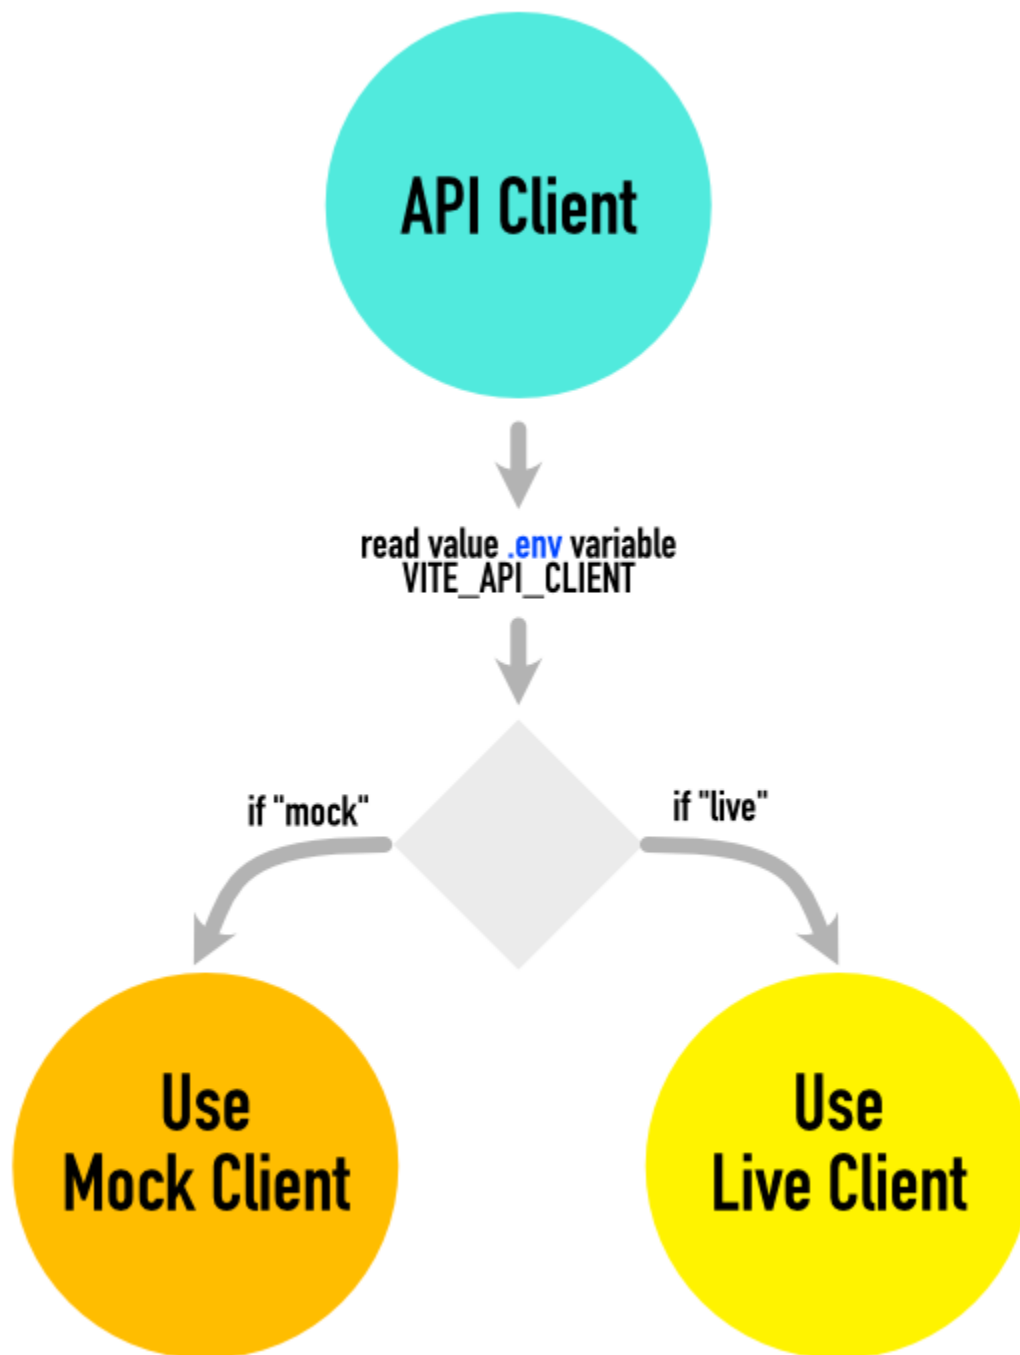 API Client
read value .env variable
VITE_API_CLIENT
if "mock"
if "live"
Use
Mock Client
Use
Live Client